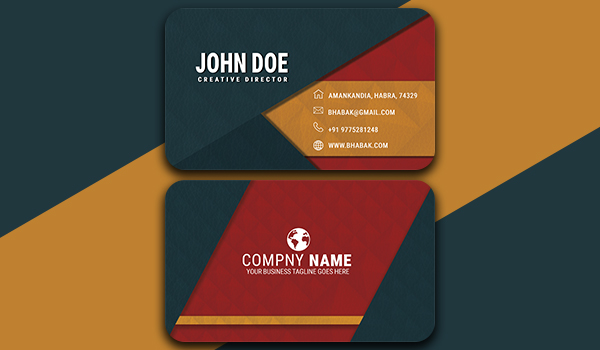 JOHN DOE
CREATIVE DIRECTOR
AMANKANDIA, HABRA, 74329
BHABAK@GMAIL.COM
+91 9775281248
WWW.BHABAK.COM
COMPNY NAME
YOUR BUSINESS TAGLINE GOES HERE